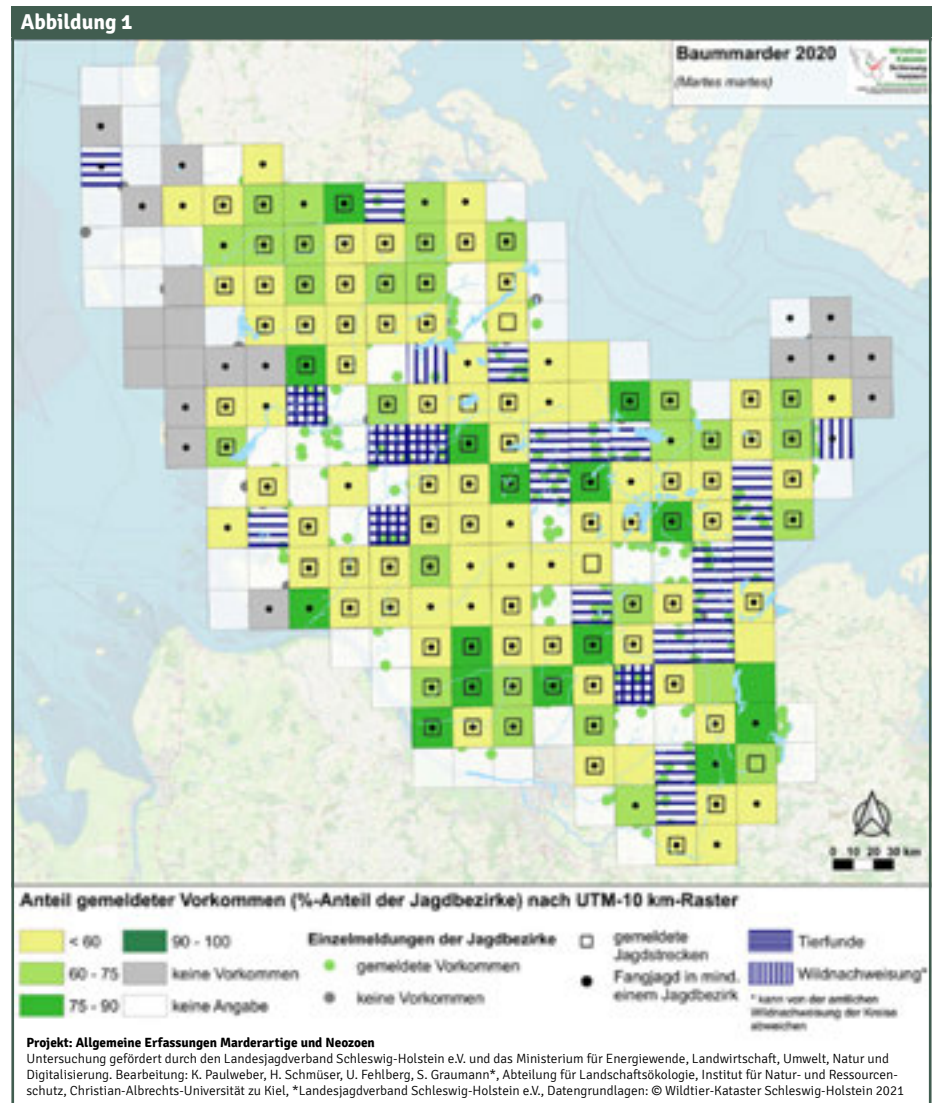 Abbildung 1
Baummarder 2020
(Martes martes)
Wildtier-
Kataster
Schleswig-
Holstein
0 10 20 30 km
Anteil gemeldeter Vorkommen (%-Anteil der Jagdbezirke) nach UTM-10 km-Raster
< 60
60 - 75
75 - 90
90 - 100
keine Vorkommen
keine Angabe
Einzelmeldungen der Jagdbezirke
gemeldete Vorkommen
keine Vorkommen
gemeldete
Jagdstrecken
Fangjagd in mind.
einem Jagdbezirk
Tierfunde
Wildnachweisung*
* kann von der amtlichen
Wildnachweisung der Kreise
abweichen
Projekt: Allgemeine Erfassungen Marderartige und Neozoen
Untersuchung gefördert durch den Landesjagdverband Schleswig-Holstein e.V. und das Ministerium für Energiewende, Landwirtschaft, Umwelt, Natur und
Digitalisierung. Bearbeitung: K. Paulweber, H. Schmüser, U. Fehlberg, S. Graumann*, Abteilung für Landschaftsökologie, Institut für Natur- und Ressourcen-
schutz, Christian-Albrechts-Universität zu Kiel, *Landesjagdverband Schleswig-Holstein e.V., Datengrundlagen: © Wildtier-Kataster Schleswig-Holstein 2021